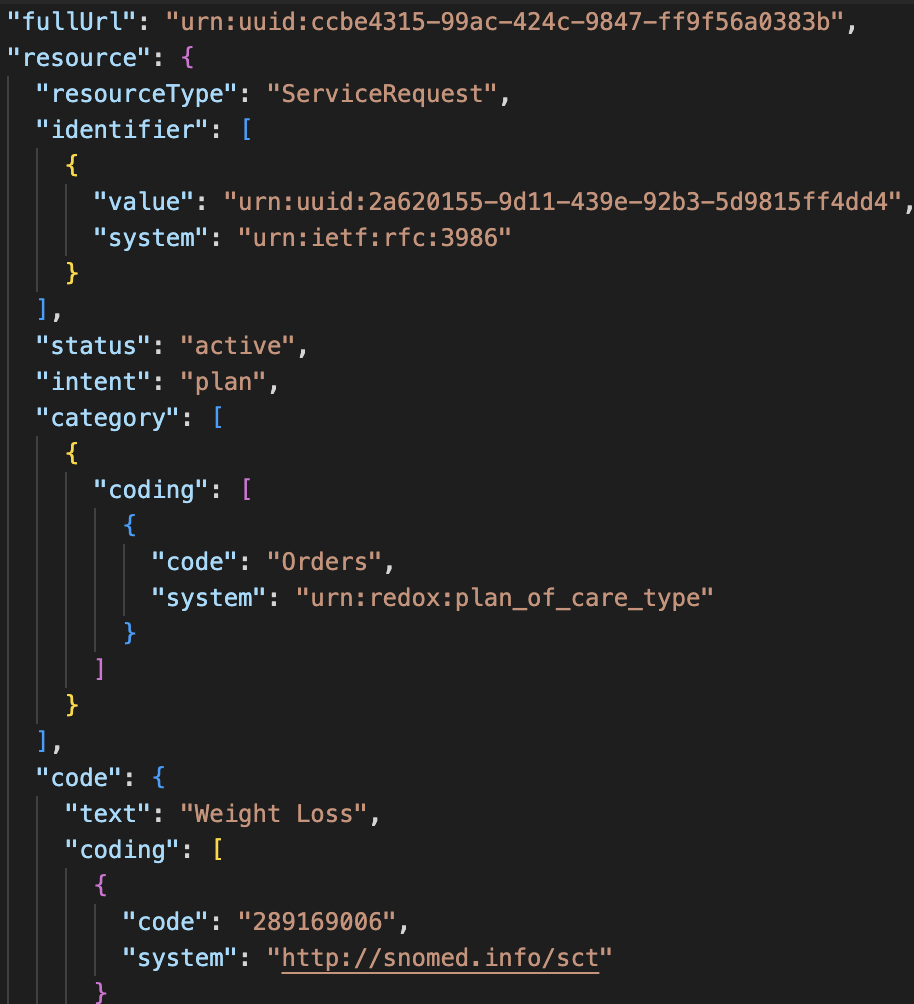 "fullUrl": "urn:uuid:ccbe4315-99ac-424c-9847-ff9f56a0383b",
"resource": {
"resourceType": "ServiceRequest",
"identifier": [
{
"value": "urn:uuid:2a620155-9d11-439e-92b3-5d9815ff4dd4",
"system": "urn:ietf:rfc:3986"
}
],
"status": "active",
"intent": "plan",
"category": [
{
"coding": [
{
"code": "Orders",
"system": "urn:redox:plan_of_care_type"
}
]
}
],
"code": {
"text": "Weight Loss",
"coding": [
{
"code": "289169006",
"system": "http://snomed.info/sct"
}